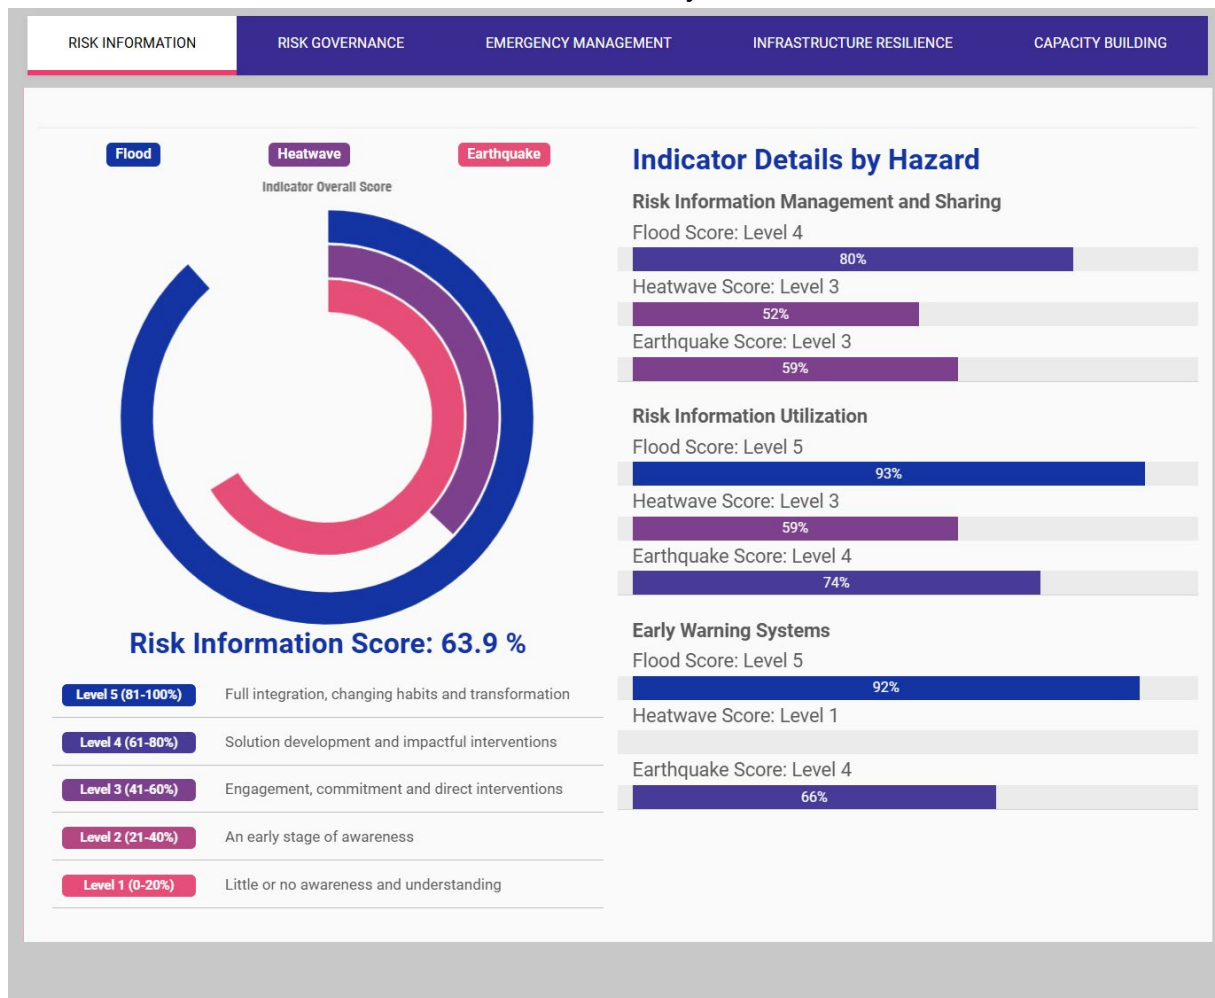 RISK INFORMATION
RISK GOVERNANCE
EMERGENCY MANAGEMENT
INFRASTRUCTURE RESILIENCE
CAPACITY BUILDING
Flood
Heatwave
Earthquake
Indicator Overall Score
Risk Information Score: 63.9 %
Level 5 (81-100%)
Full integration, changing habits and transformation
Level 4 (61-80%)
Solution development and impactful interventions
Level 3 (41-60%)
Engagement, commitment and direct interventions
Level 2 (21-40%)
An early stage of awareness
Level 1 (0-20%)
Little or no awareness and understanding
Indicator Details by Hazard
Risk Information Management and Sharing
Flood Score: Level 4
80%
Heatwave Score: Level 3
52%
Earthquake Score: Level 3
59%
Risk Information Utilization
Flood Score: Level 5
93%
Heatwave Score: Level 3
59%
Earthquake Score: Level 4
74%
Early Warning Systems
Flood Score: Level 5
92%
Heatwave Score: Level 1
Earthquake Score: Level 4
66%